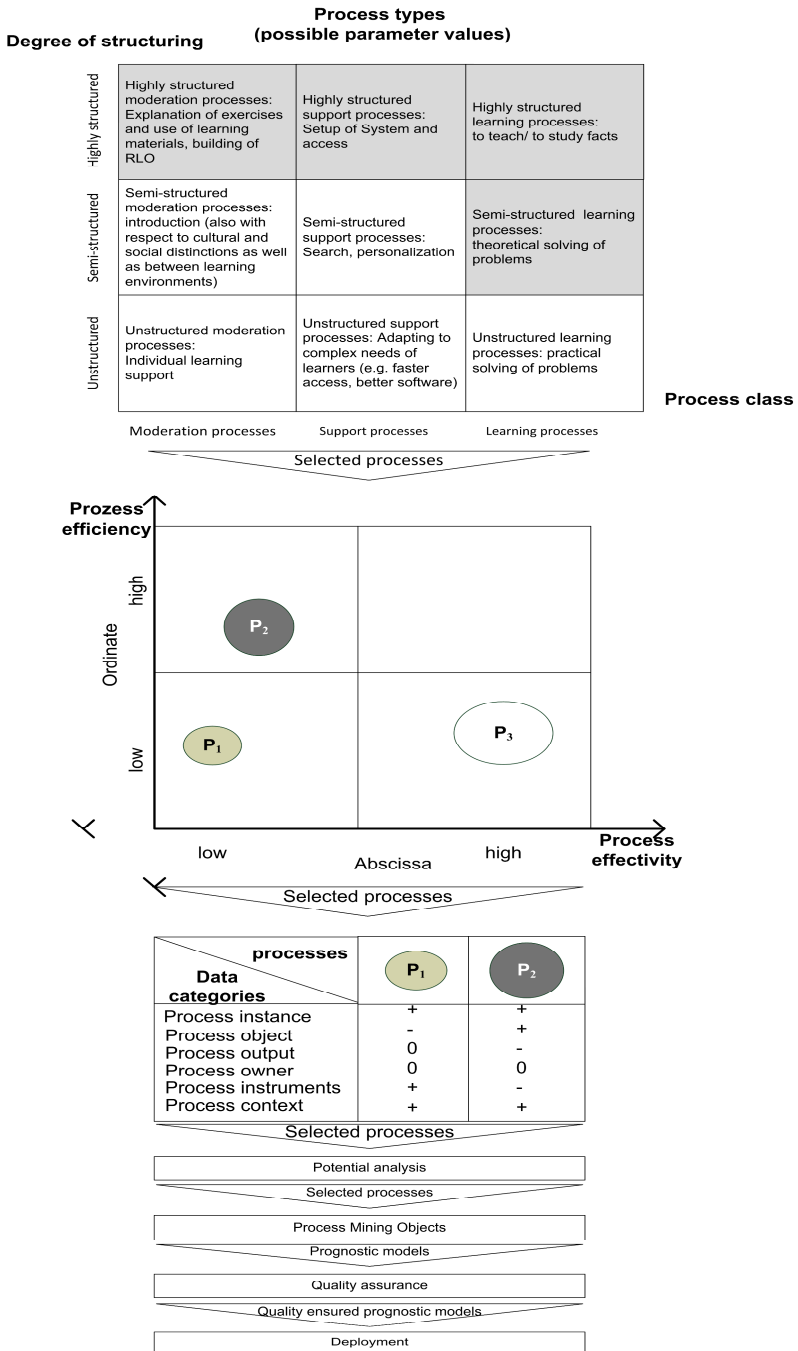 Process types
(possible parameter values)
Degree of structuring
Highly structured
Highly structured
moderation processes:
Explanation of exercises
and use of learning
materials, building of
RLO
Highly structured
support processes:
Setup of System and
access
Highly structured
learning processes:
to teach/ to study facts
Semi-structured
Semi-structured
moderation processes:
introduction (also with
respect to cultural and
social distinctions as well
as between learning
environments)
Semi-structured
support processes:
Search, personalization
Semi-structured learning
processes:
theoretical solving of
problems
Unstructured
Unstructured moderation
processes:
Individual learning
support
Unstructured support
processes: Adapting to
complex needs of
learners (e.g. faster
access, better software)
Unstructured learning
processes: practical
solving of problems
Process class
Moderation processes
Support processes
Learning processes
Selected processes
Prozess
efficiency
high
Ordinate
low
P2
P1
P3
low
Abscissa
high
Process
effectivity
Selected processes
processes
Data
categories
P1
P2
Process instance + +
Process object - +
Process output 0 -
Process owner 0 0
Process instruments + -
Process context + +
Selected processes
Potential analysis
Selected processes
Process Mining Objects
Prognostic models
Quality assurance
Quality ensured prognostic models
Deployment